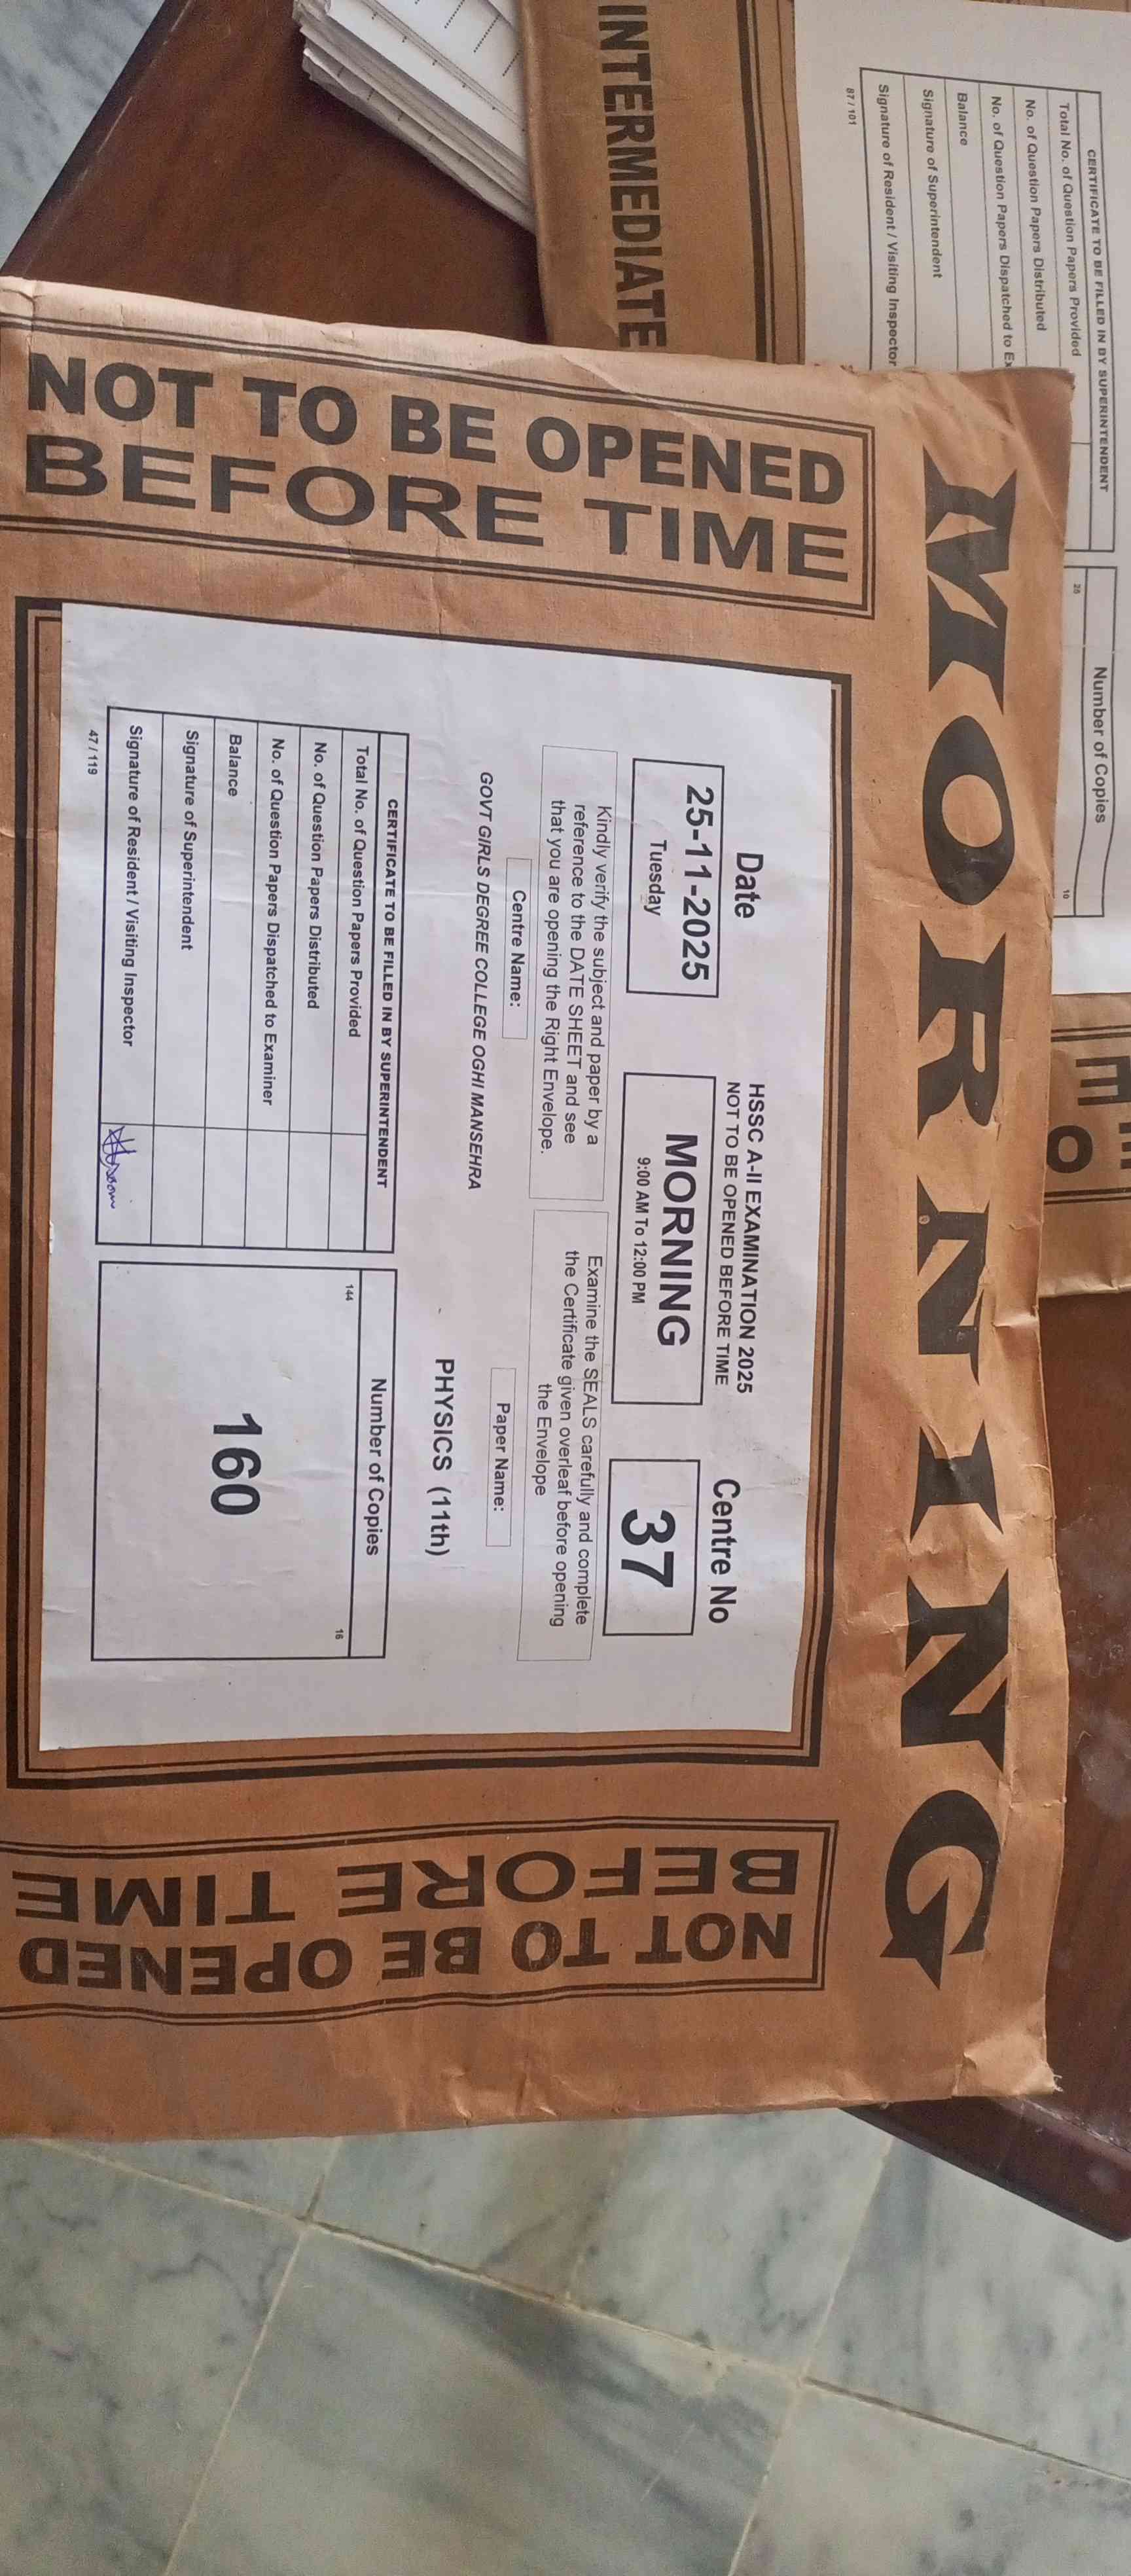 MORNING
NOT TO BE OPENED
BEFORE TIME
HSSC A-II EXAMINATION 2025
NOT TO BE OPENED BEFORE TIME
Date
25-11-2025
Tuesday
MORNING
9:00 AM To 12:00 PM
Centre No
37
Kindly verify the subject and paper by a
reference to the DATE SHEET and see
that you are opening the Right Envelope.
Examine the SEALS carefully and complete
the Certificate given overleaf before opening
the Envelope
Centre Name:
GOVT GIRLS DEGREE COLLEGE OGHI MANSEHRA
Paper Name:
PHYSICS (11th)
CERTIFICATE TO BE FILLED IN BY SUPERINTENDENT
Total No. of Question Papers Provided
No. of Question Papers Distributed
No. of Question Papers Dispatched to Examiner
Balance
Signature of Superintendent
Signature of Resident / Visiting Inspector
47 / 119
Number of Copies
144
16
160
NOT TO BE OPENED
BEFORE TIME
INTERMEDIATE
CERTIFICATE TO BE FILLED IN BY SUPERINTENDENT
Total No. of Question Papers Provided
No. of Question Papers Distributed
No. of Question Papers Dispatched to Ex
Balance
Signature of Superintendent
Signature of Resident / Visiting Inspector
87 / 101
Number of Copies
10